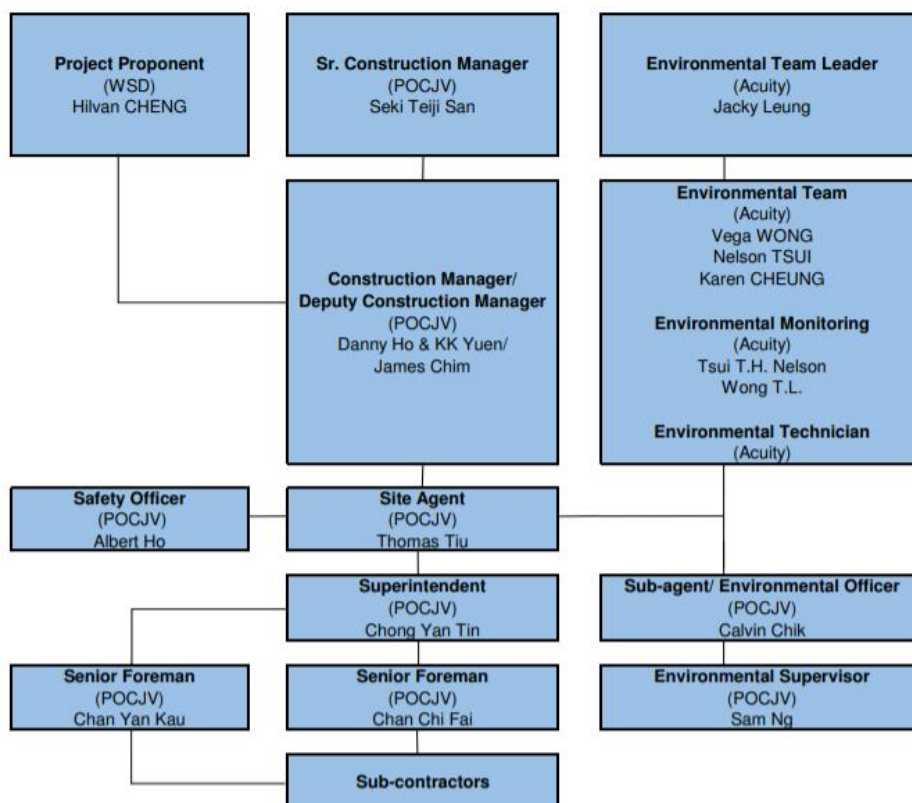 Project Proponent
(WSD)
Hilvan CHENG
Sr. Construction Manager
(POCJV)
Seki Teiji San
Environmental Team Leader
(Acuity)
Jacky Leung
Construction Manager/
Deputy Construction Manager
(POCJV)
Danny Ho & KK Yuen/
James Chim
Environmental Team
(Acuity)
Vega WONG
Nelson TSUI
Karen CHEUNG
Environmental Monitoring
(Acuity)
Tsui T.H. Nelson
Wong T.L.
Environmental Technician
(Acuity)
Safety Officer
(POCJV)
Albert Ho
Site Agent
(POCJV)
Thomas Tiu
Superintendent
(POCJV)
Chong Yan Tin
Sub-agent/ Environmental Officer
(POCJV)
Calvin Chik
Senior Foreman
(POCJV)
Chan Yan Kau
Senior Foreman
(POCJV)
Chan Chi Fai
Environmental Supervisor
(POCJV)
Sam Ng
Sub-contractors